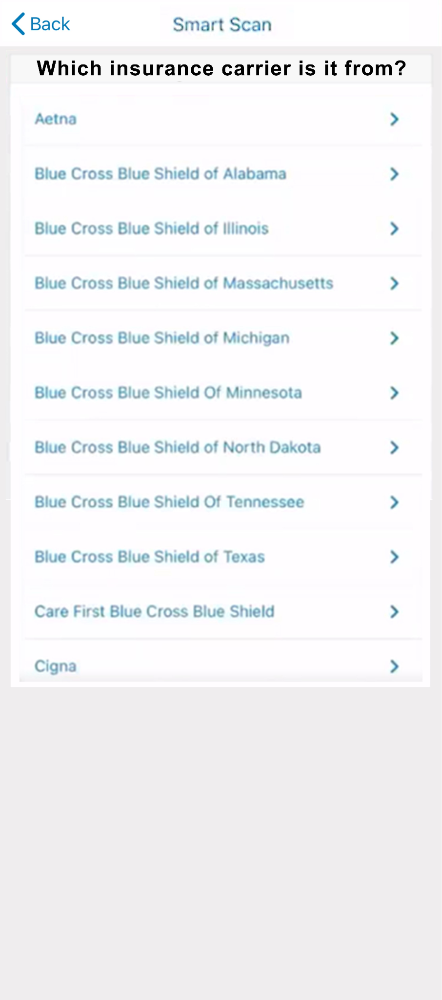 Back
Smart Scan
Which insurance carrier is it from?
Aetna
Blue Cross Blue Shield of Alabama
Blue Cross Blue Shield of Illinois
Blue Cross Blue Shield of Massachusetts
Blue Cross Blue Shield of Michigan
Blue Cross Blue Shield Of Minnesota
Blue Cross Blue Shield of North Dakota
Blue Cross Blue Shield Of Tennessee
Blue Cross Blue Shield of Texas
Care First Blue Cross Blue Shield
Cigna